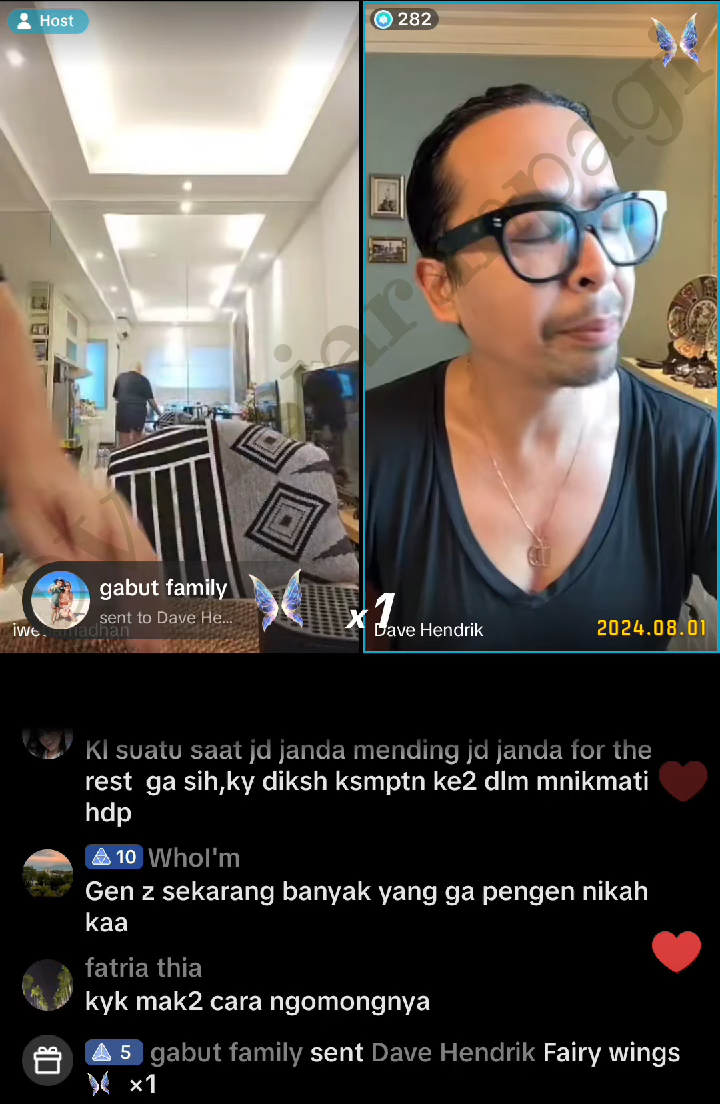 Host
282
gabut family
sent to Dave He...
x1
Dave Hendrik
2024.08.01
Kl suatu saat jd janda mending jd janda for the
rest ga sih,ky diksh ksmptn ke2 dlm mnikmati
hdp
10 WhoI'm
Gen z sekarang banyak yang ga pengen nikah
kaa
fatria thia
kyk mak2 cara ngomongnya
5 gabut family sent Dave Hendrik Fairy wings
×1